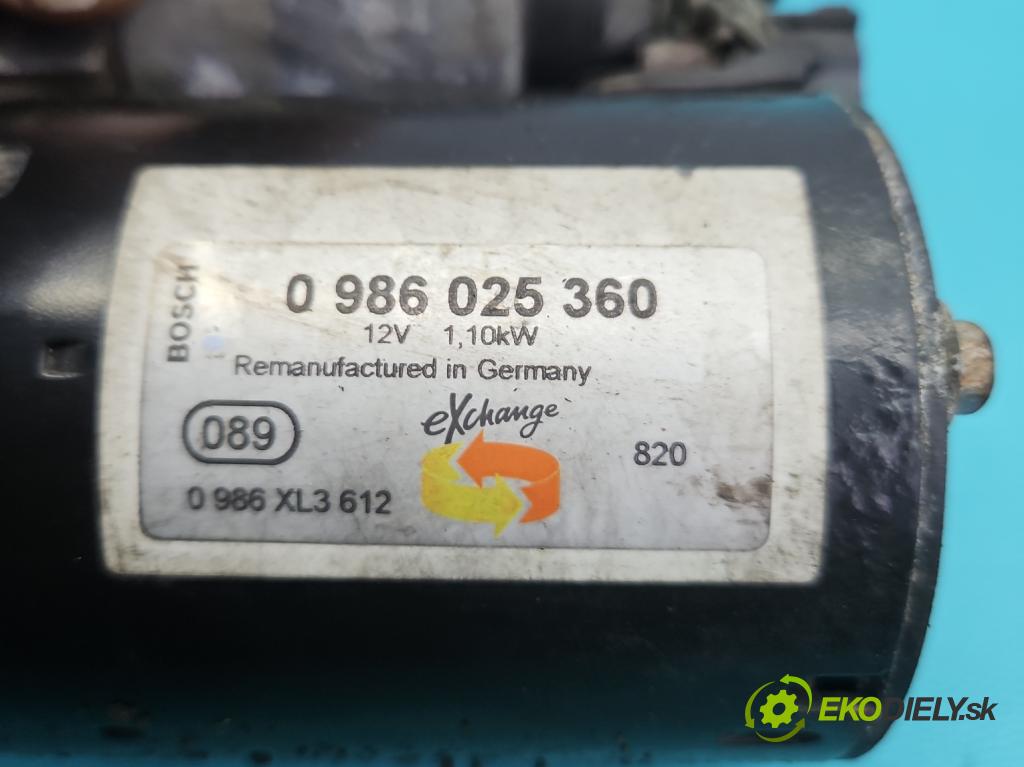 BOSCH
0 986 025 360
12V 1,10kW
Remanufactured in Germany
eXchange
089
820
0 986 XL3 612
EKODIELY.sk